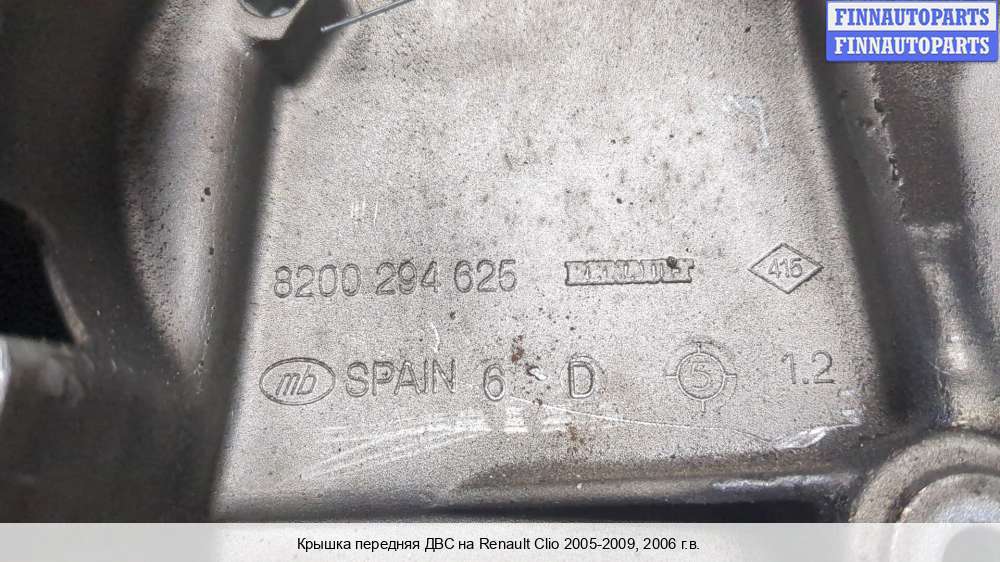 FINNAUTOPARTS
FINNAUTOPARTS
8200 294 625 RENAULT 415
mb SPAIN 6 D 5 1.2
Крышка передняя ДВС на Renault Clio 2005-2009, 2006 г.в.